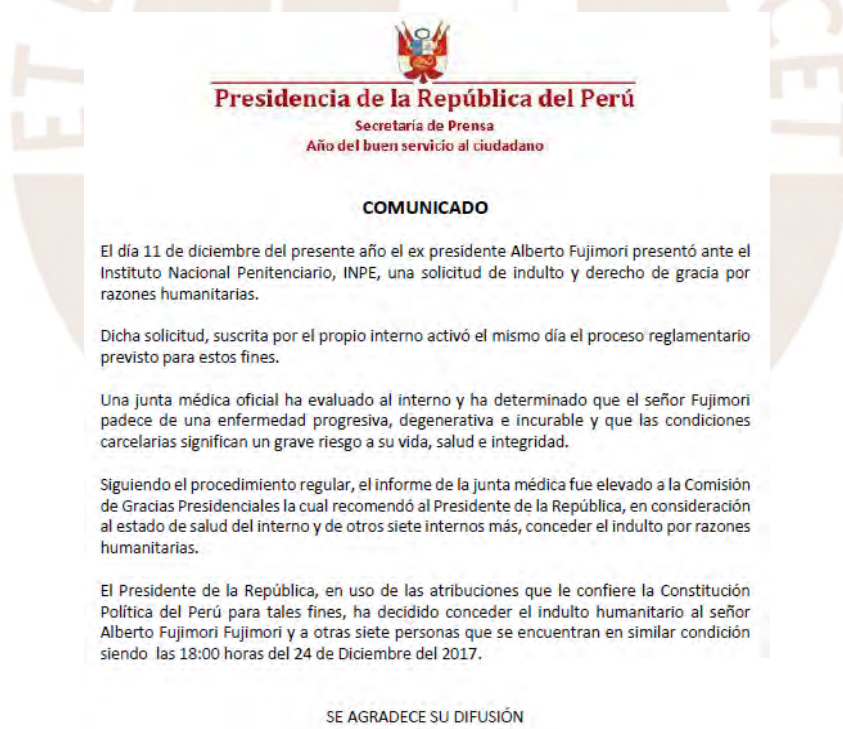 Presidencia de la República del Perú
Secretaría de Prensa
Año del buen servicio al ciudadano
COMUNICADO
El día 11 de diciembre del presente año el ex presidente Alberto Fujimori presentó ante el
Instituto Nacional Penitenciario, INPE, una solicitud de indulto y derecho de gracia por
razones humanitarias.
Dicha solicitud, suscrita por el propio interno activó el mismo día el proceso reglamentario
previsto para estos fines.
Una junta médica oficial ha evaluado al interno y ha determinado que el señor Fujimori
padece de una enfermedad progresiva, degenerativa e incurable y que las condiciones
carcelarias significan un grave riesgo a su vida, salud e integridad.
Siguiendo el procedimiento regular, el informe de la junta médica fue elevado a la Comisión
de Gracias Presidenciales la cual recomendó al Presidente de la República, en consideración
al estado de salud del interno y de otros siete internos más, conceder el indulto por razones
humanitarias.
El Presidente de la República, en uso de las atribuciones que le confiere la Constitución
Política del Perú para tales fines, ha decidido conceder el indulto humanitario al señor
Alberto Fujimori Fujimori y a otras siete personas que se encuentran en similar condición
siendo las 18:00 horas del 24 de Diciembre del 2017.
SE AGRADECE SU DIFUSIÓN